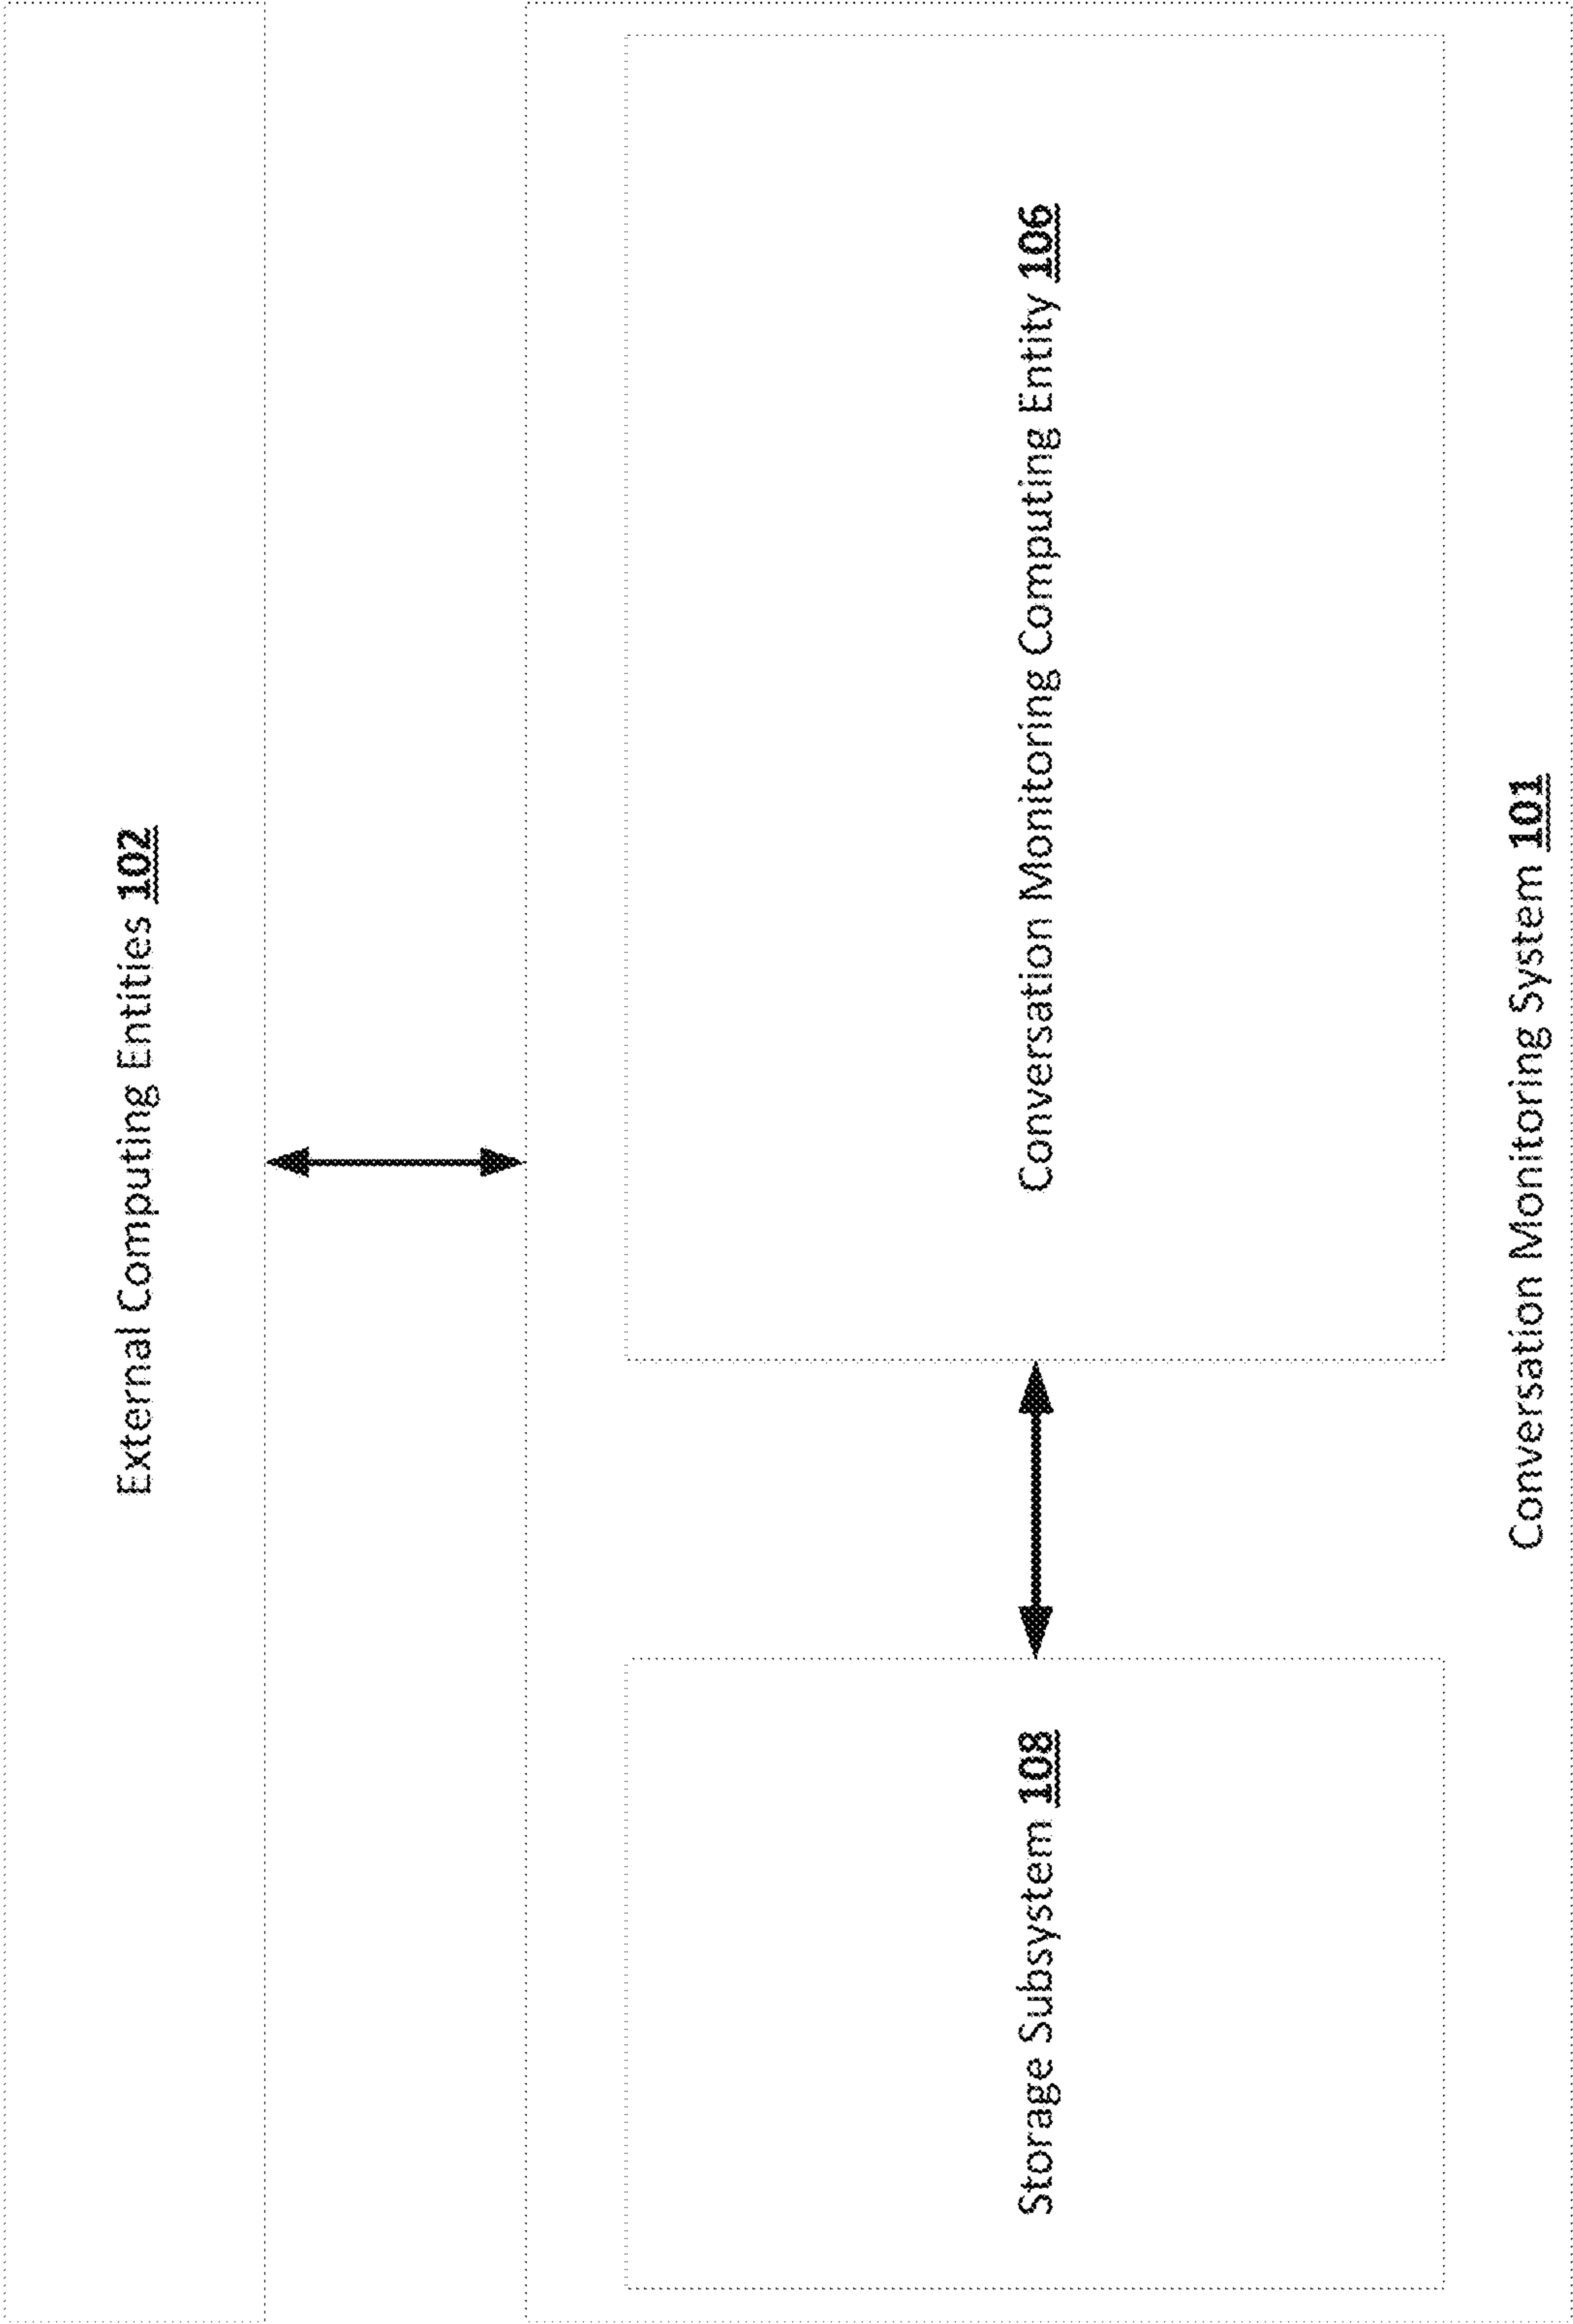 External Computing Entities 102
Storage Subsystem 108
Conversation Monitoring Computing Entity 106
Conversation Monitoring System 101